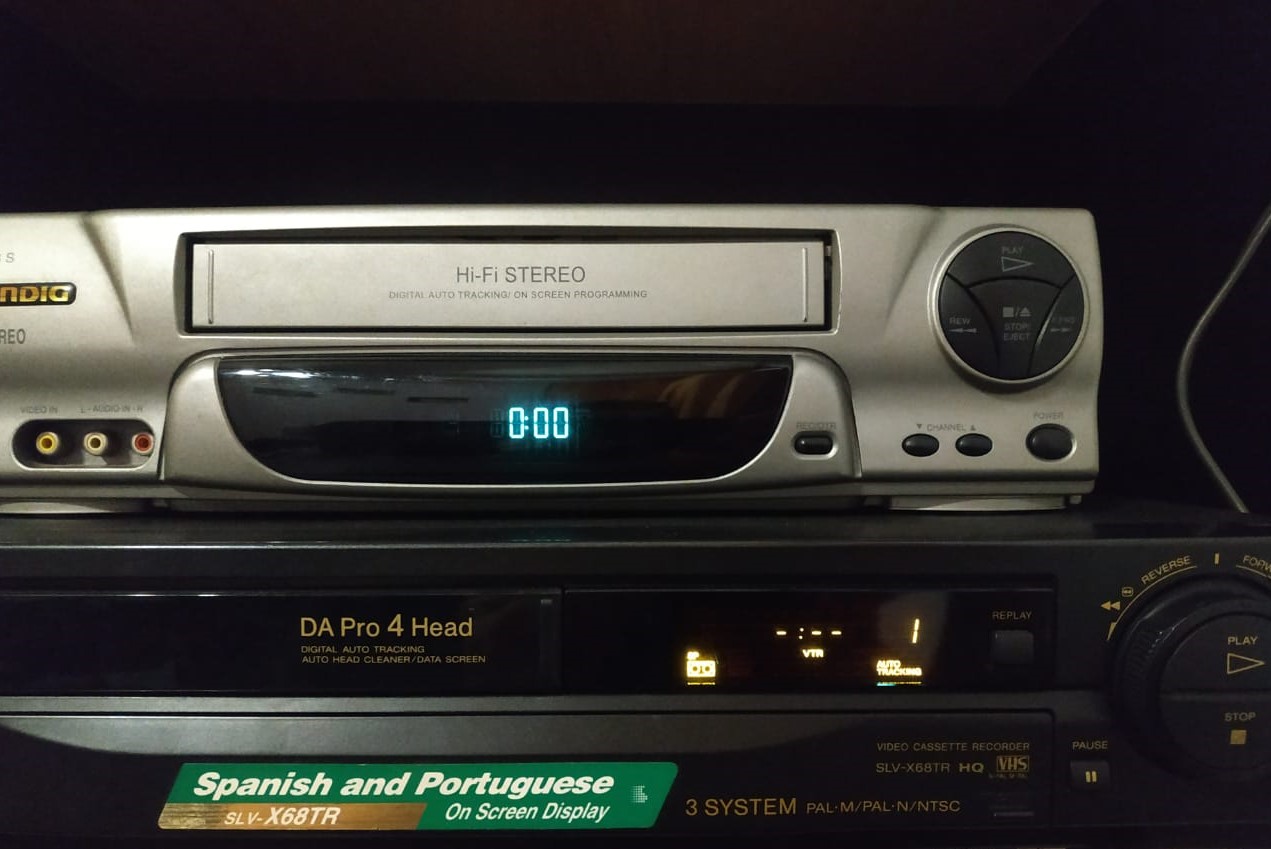 S
NDIG
REO
Hi-Fi STEREO
DIGITAL AUTO TRACKING/ ON SCREEN PROGRAMMING
PLAY
REW
STOP/
EJECT
F.FWD
VIDEO IN L - AUDIO IN - R
0:00
REC/OTR
▼ CHANNEL ▲
POWER
DA Pro 4 Head
DIGITAL AUTO TRACKING
AUTO HEAD CLEANER/DATA SCREEN
- : - - 1
SP
VTR
AUTO
TRACKING
REPLAY
REVERSE
FORW
PLAY
STOP
PAUSE
VIDEO CASSETTE RECORDER
SLV-X68TR HQ VHS
3 SYSTEM PAL·M/PAL·N/NTSC
Spanish and Portuguese
SLV-X68TR On Screen Display